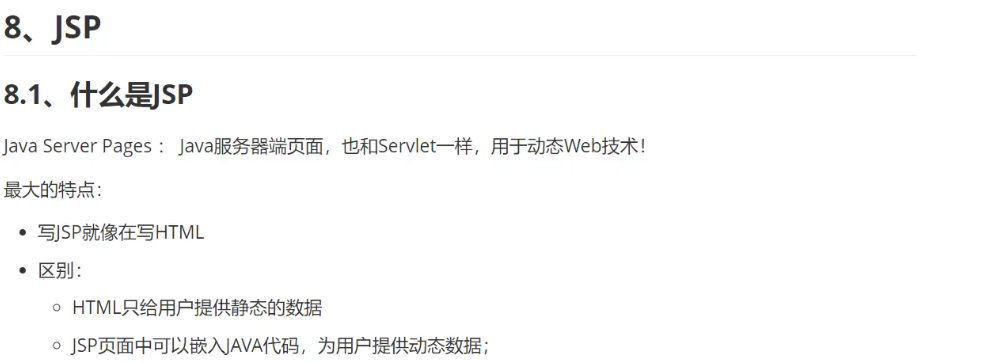 8、JSP
8.1、什么是JSP
Java Server Pages ： Java服务器端页面，也和Servlet一样，用于动态Web技术！
最大的特点：
写JSP就像在写HTML
区别：
HTML只给用户提供静态的数据
JSP页面中可以嵌入JAVA代码，为用户提供动态数据；